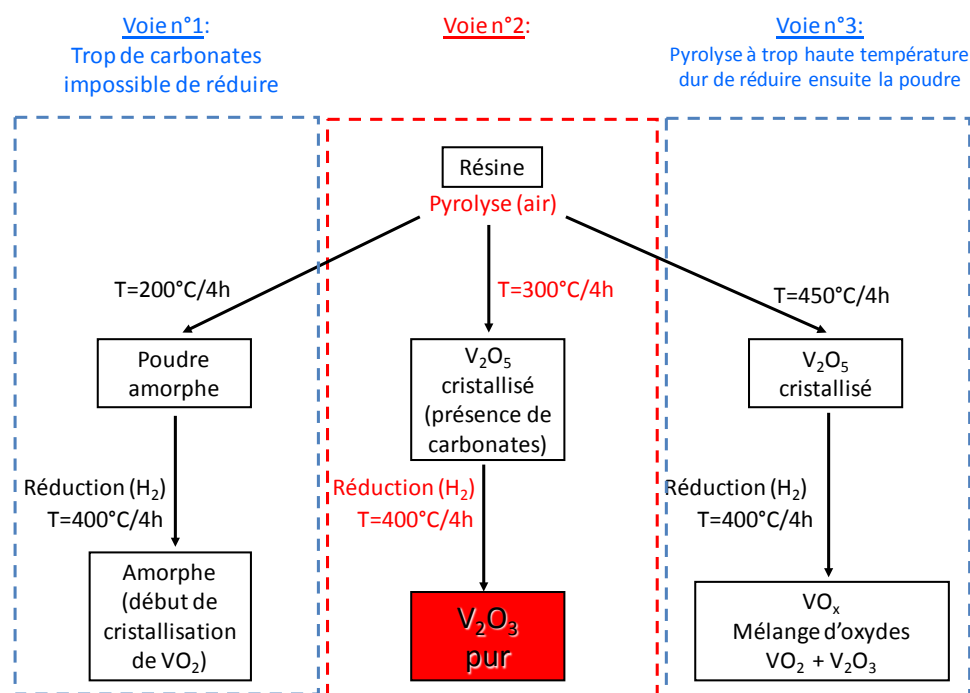 Voie n°1:
Trop de carbonates
impossible de réduire
Voie n°2:
Voie n°3:
Pyrolyse à trop haute température
dur de réduire ensuite la poudre
Résine
Pyrolyse (air)
T=200°C/4h
T=300°C/4h
T=450°C/4h
Poudre
amorphe
V₂O₅
cristallisé
(présence de
carbonates)
V₂O₅
cristallisé
Réduction (H₂)
T=400°C/4h
Réduction (H₂)
T=400°C/4h
Réduction (H₂)
T=400°C/4h
Amorphe
(début de
cristallisation
de VO₂)
V₂O₃
pur
VOₓ
Mélange d'oxydes
VO₂ + V₂O₃